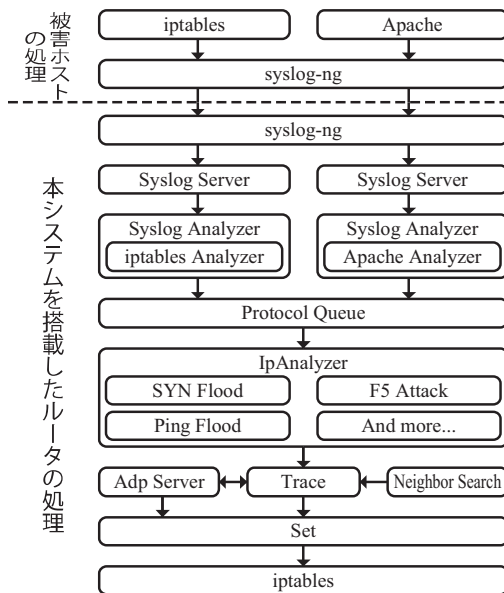 被害ホスト
の処理
iptables
Apache
syslog-ng
本システムを搭載したルータの処理
syslog-ng
Syslog Server
Syslog Server
Syslog Analyzer
iptables Analyzer
Syslog Analyzer
Apache Analyzer
Protocol Queue
IpAnalyzer
SYN Flood
F5 Attack
Ping Flood
And more...
Adp Server
Trace
Neighbor Search
Set
iptables